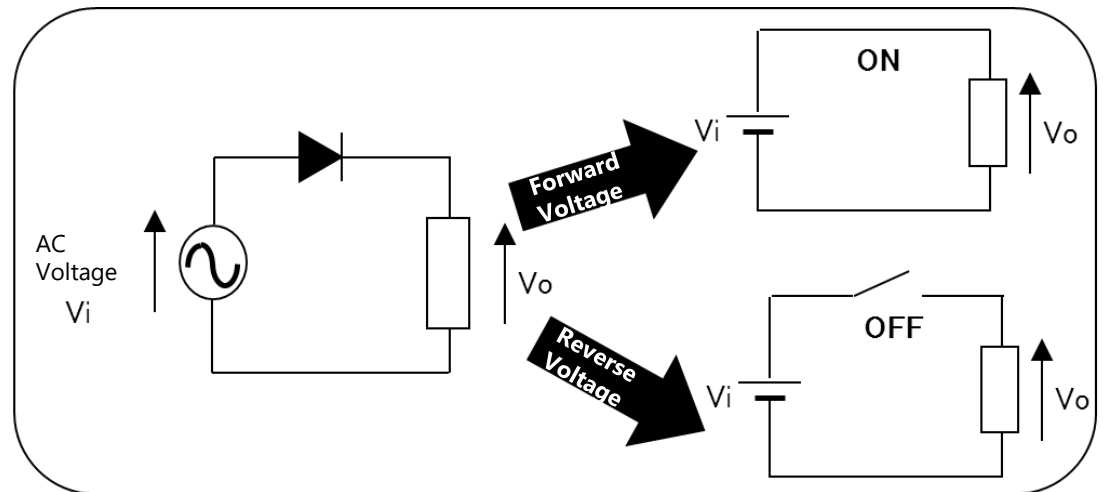 AC
Voltage
Vi
Vo
Forward
Voltage
ON
Vi
Vo
Reverse
Voltage
OFF
Vi
Vo